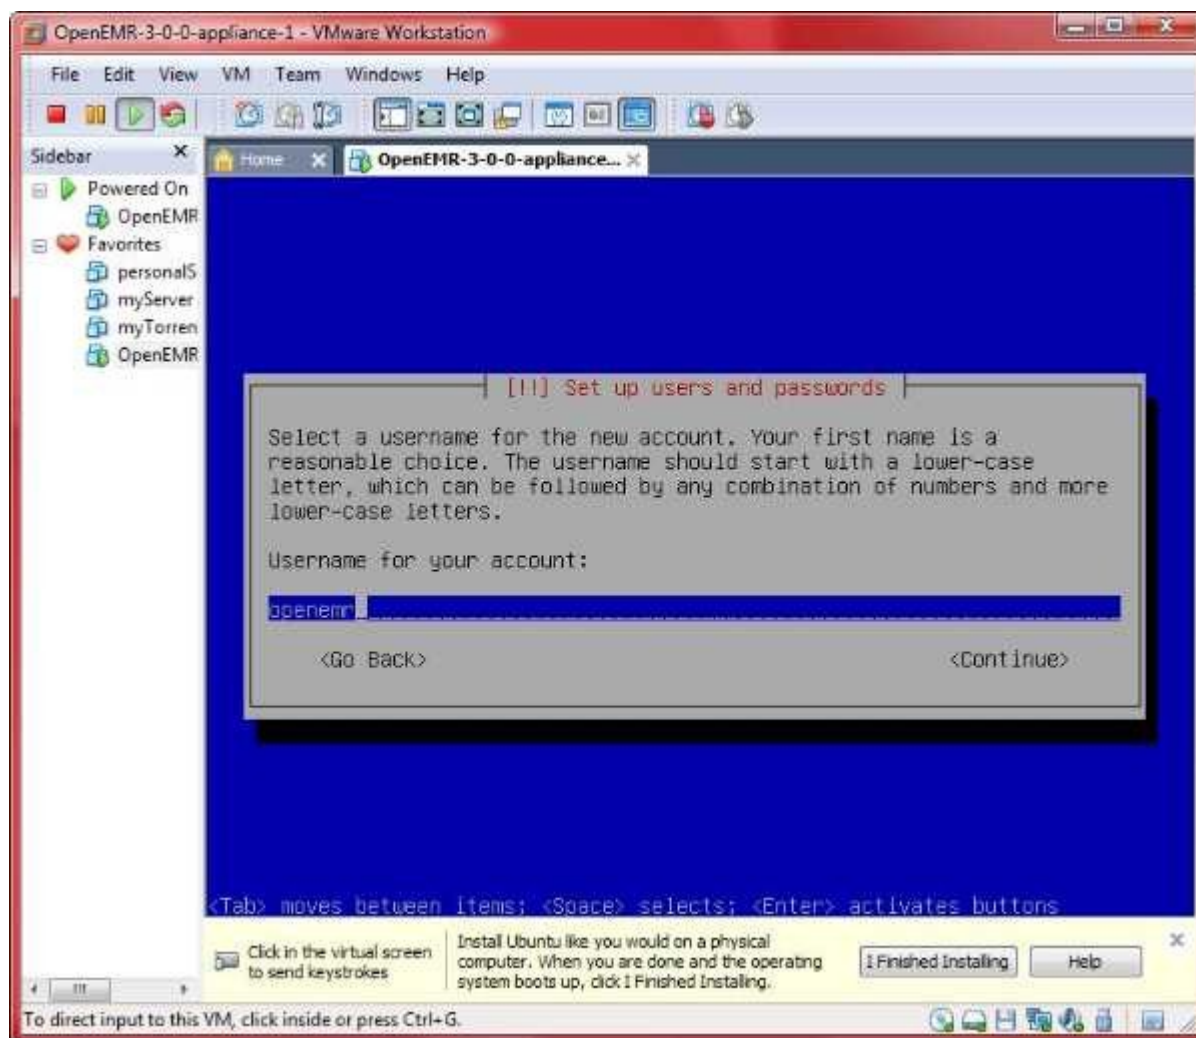 OpenEMR-3-0-0-appliance-1 - VMware Workstation
File Edit View VM Team Windows Help
Sidebar
Home
OpenEMR-3-0-0-appliance...
Powered On
OpenEMR
Favorites
personalS
myServer
myTorren
OpenEMR
[!!] Set up users and passwords
Select a username for the new account. Your first name is a
reasonable choice. The username should start with a lower-case
letter, which can be followed by any combination of numbers and more
lower-case letters.
Username for your account:
openemr
<Go Back> <Continue>
<Tab> moves between items; <Space> selects; <Enter> activates buttons
Click in the virtual screen
to send keystrokes
Install Ubuntu like you would on a physical
computer. When you are done and the operating
system boots up, click I Finished Installing.
I Finished Installing
Help
To direct input to this VM, click inside or press Ctrl+G.